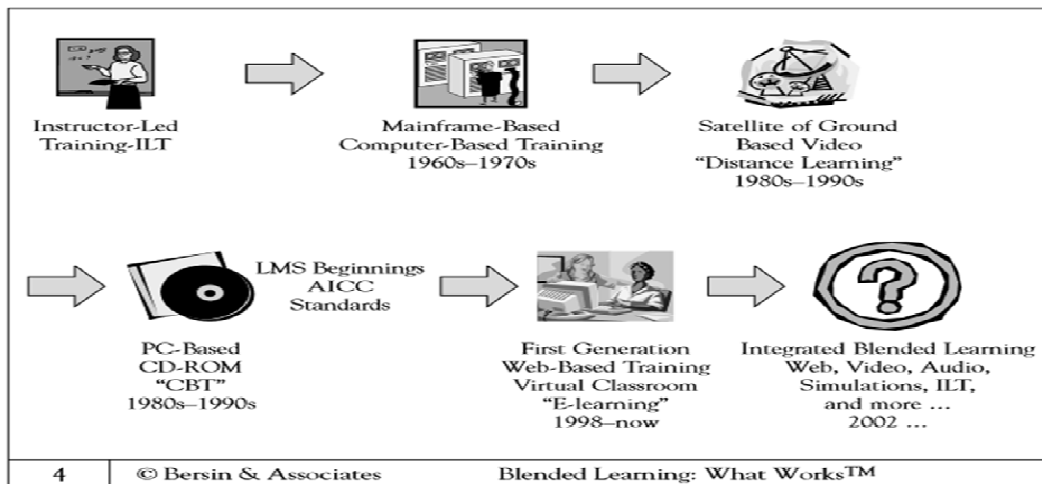 Instructor-Led
Training-ILT
Mainframe-Based
Computer-Based Training
1960s–1970s
Satellite of Ground
Based Video
“Distance Learning”
1980s–1990s
PC-Based
CD-ROM
“CBT”
1980s–1990s
LMS Beginnings
AICC
Standards
First Generation
Web-Based Training
Virtual Classroom
“E-learning”
1998–now
Integrated Blended Learning
Web, Video, Audio,
Simulations, ILT,
and more ...
2002 ...
4 © Bersin & Associates Blended Learning: What Works™